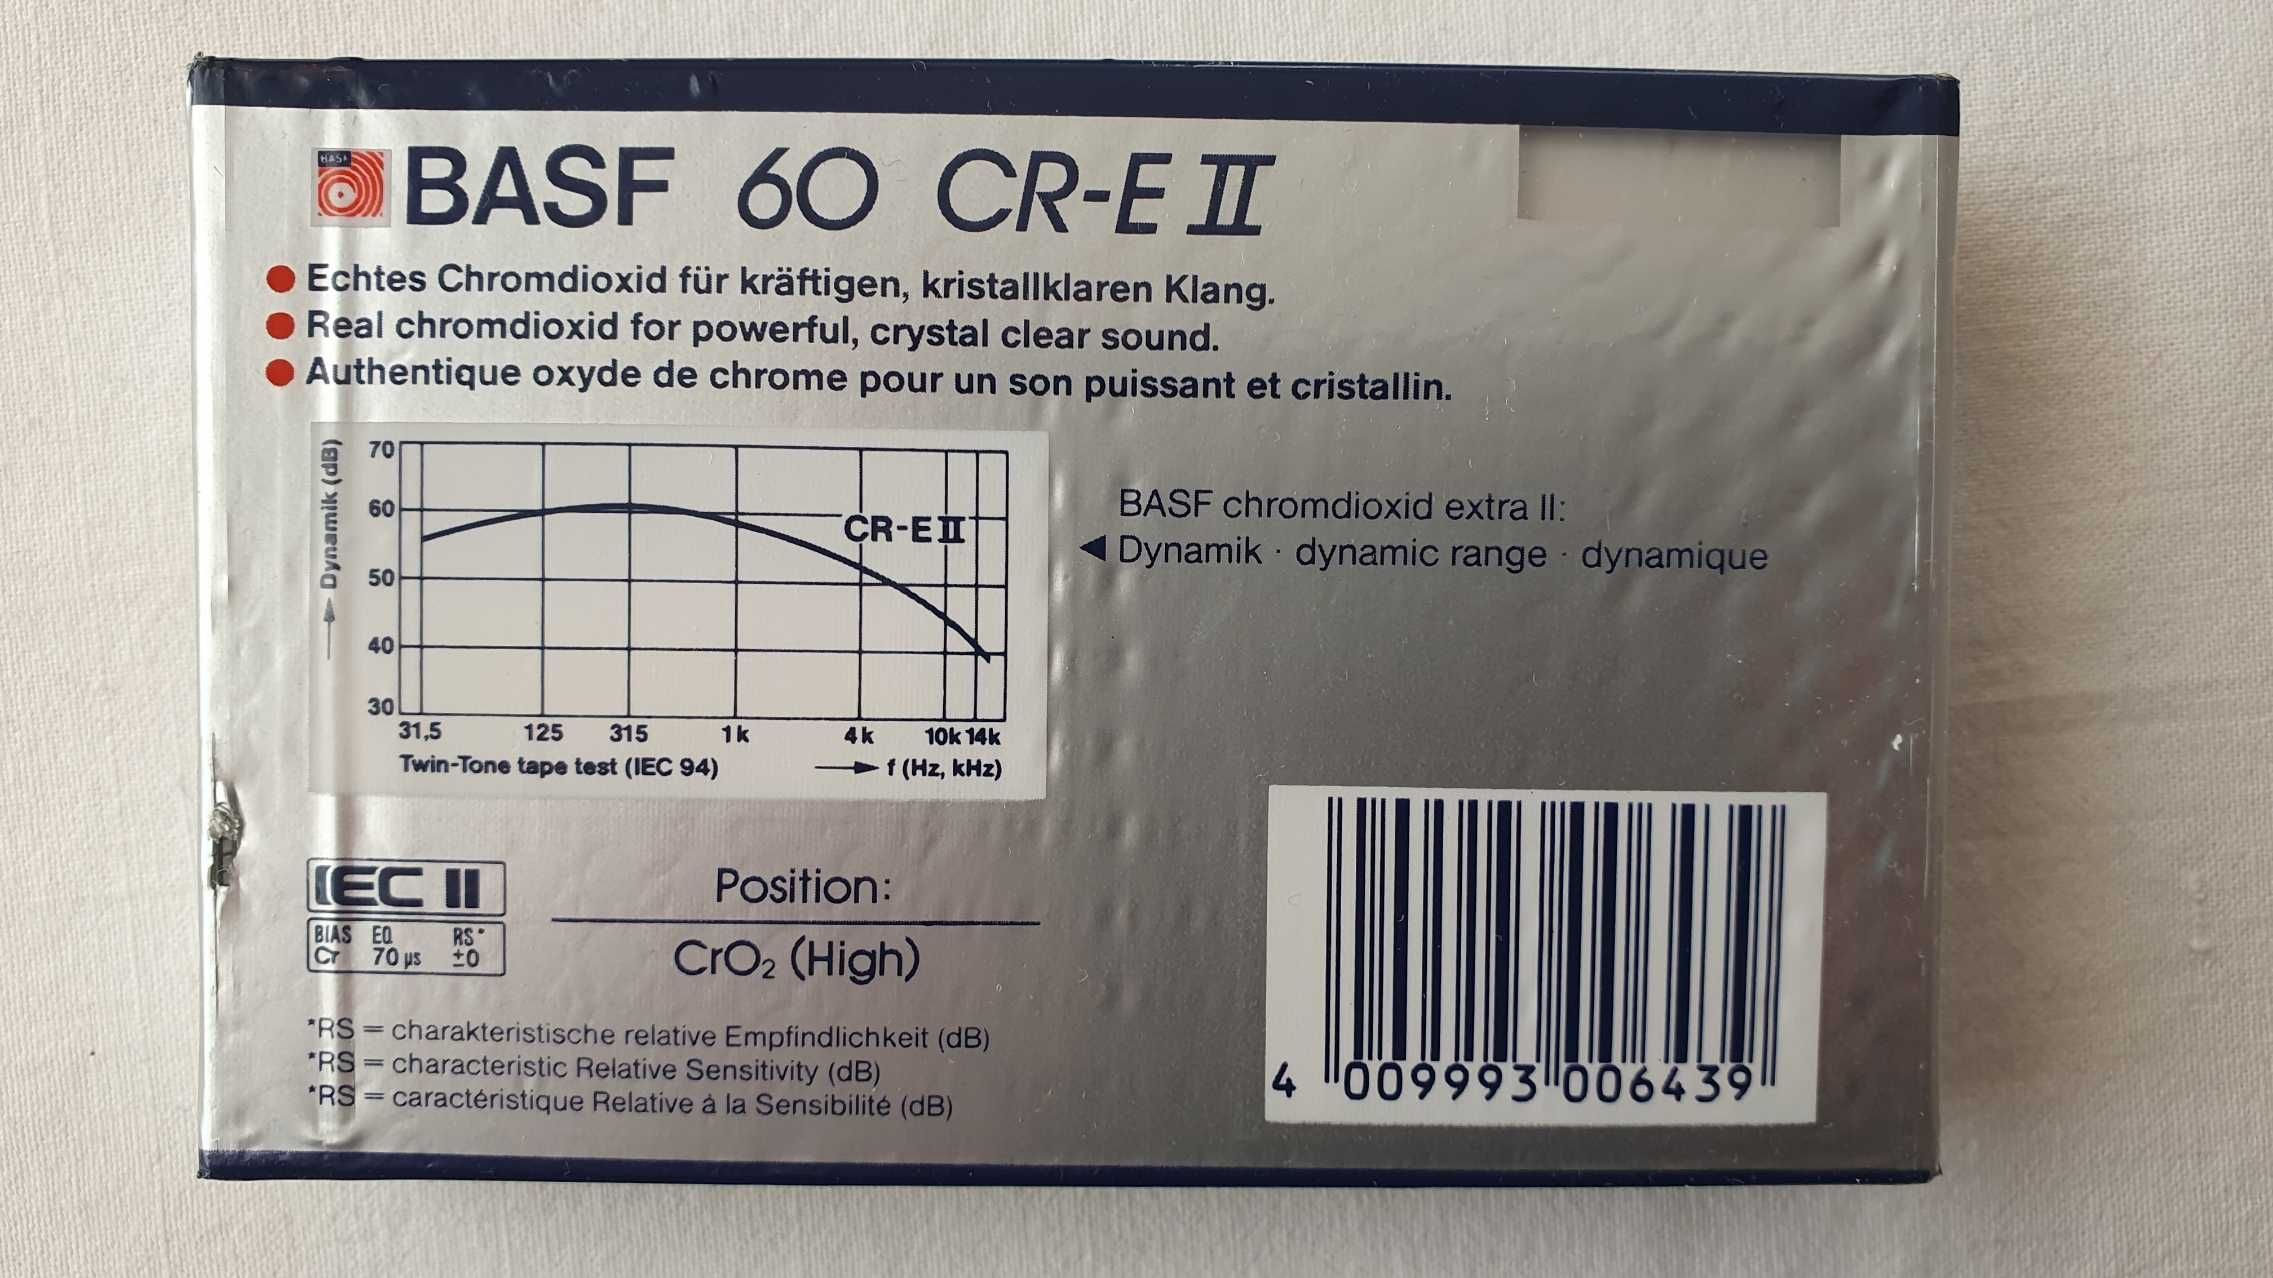 BASF
BASF 60 CR-E II
Echtes Chromdioxid für kräftigen, kristallklaren Klang.
Real chromdioxid for powerful, crystal clear sound.
Authentique oxyde de chrome pour un son puissant et cristallin.
Dynamik (dB)
70
60
50
40
30
CR-E II
31,5 125 315 1k 4k 10k 14k
Twin-Tone tape test (IEC 94) f (Hz, kHz)
BASF chromdioxid extra II:
Dynamik · dynamic range · dynamique
IEC II
BIAS EQ RS*
Cr 70 µs ±0
Position:
CrO₂ (High)
*RS = charakteristische relative Empfindlichkeit (dB)
*RS = characteristic Relative Sensitivity (dB)
*RS = caractéristique Relative á la Sensibilité (dB)
4 009993 006439